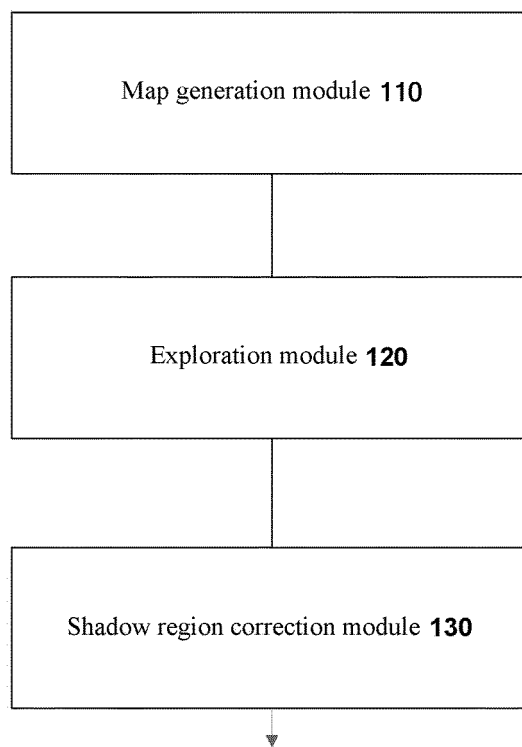 Map generation module 110
Exploration module 120
Shadow region correction module 130